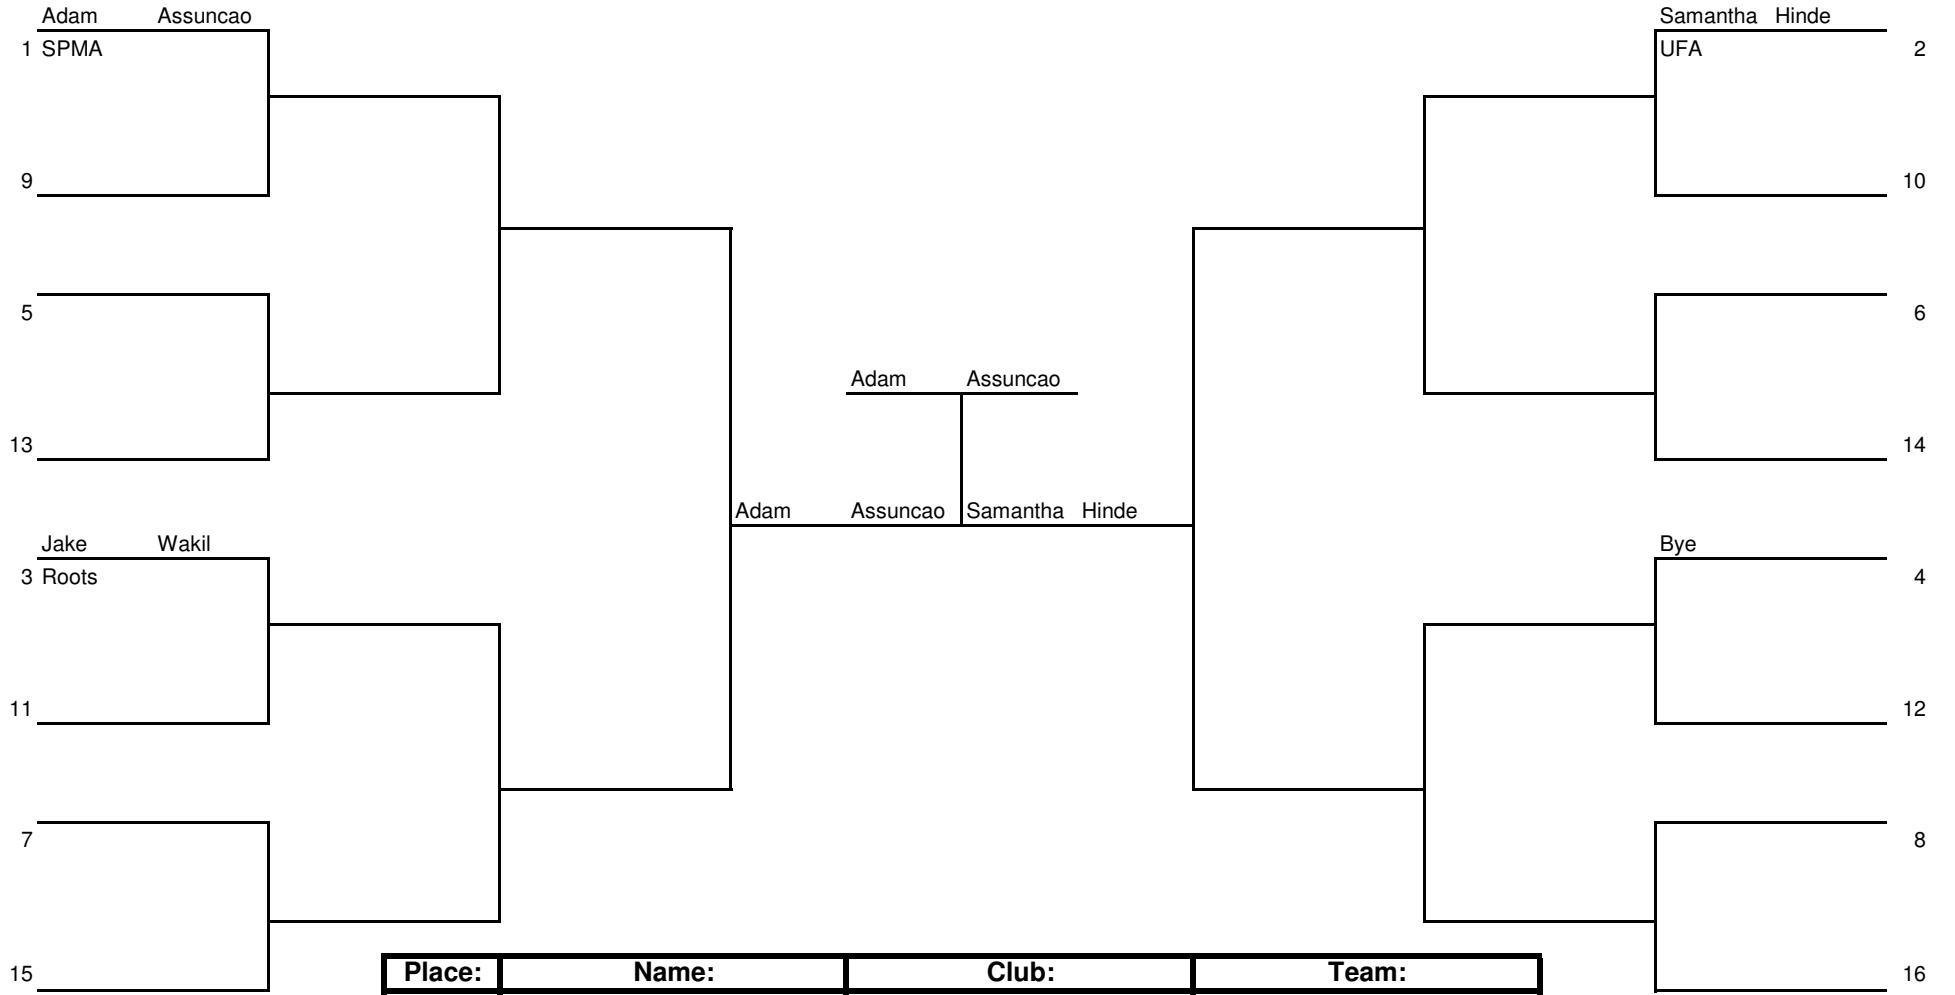 Adam Assuncao Samantha Hinde
1 SPMA UFA 2
9 10
5 6
Adam Assuncao
13 14
Adam Assuncao Samantha Hinde
Jake Wakil Bye
3 Roots 4
11 12
7 8
Place: Name: Club: Team:
15 16